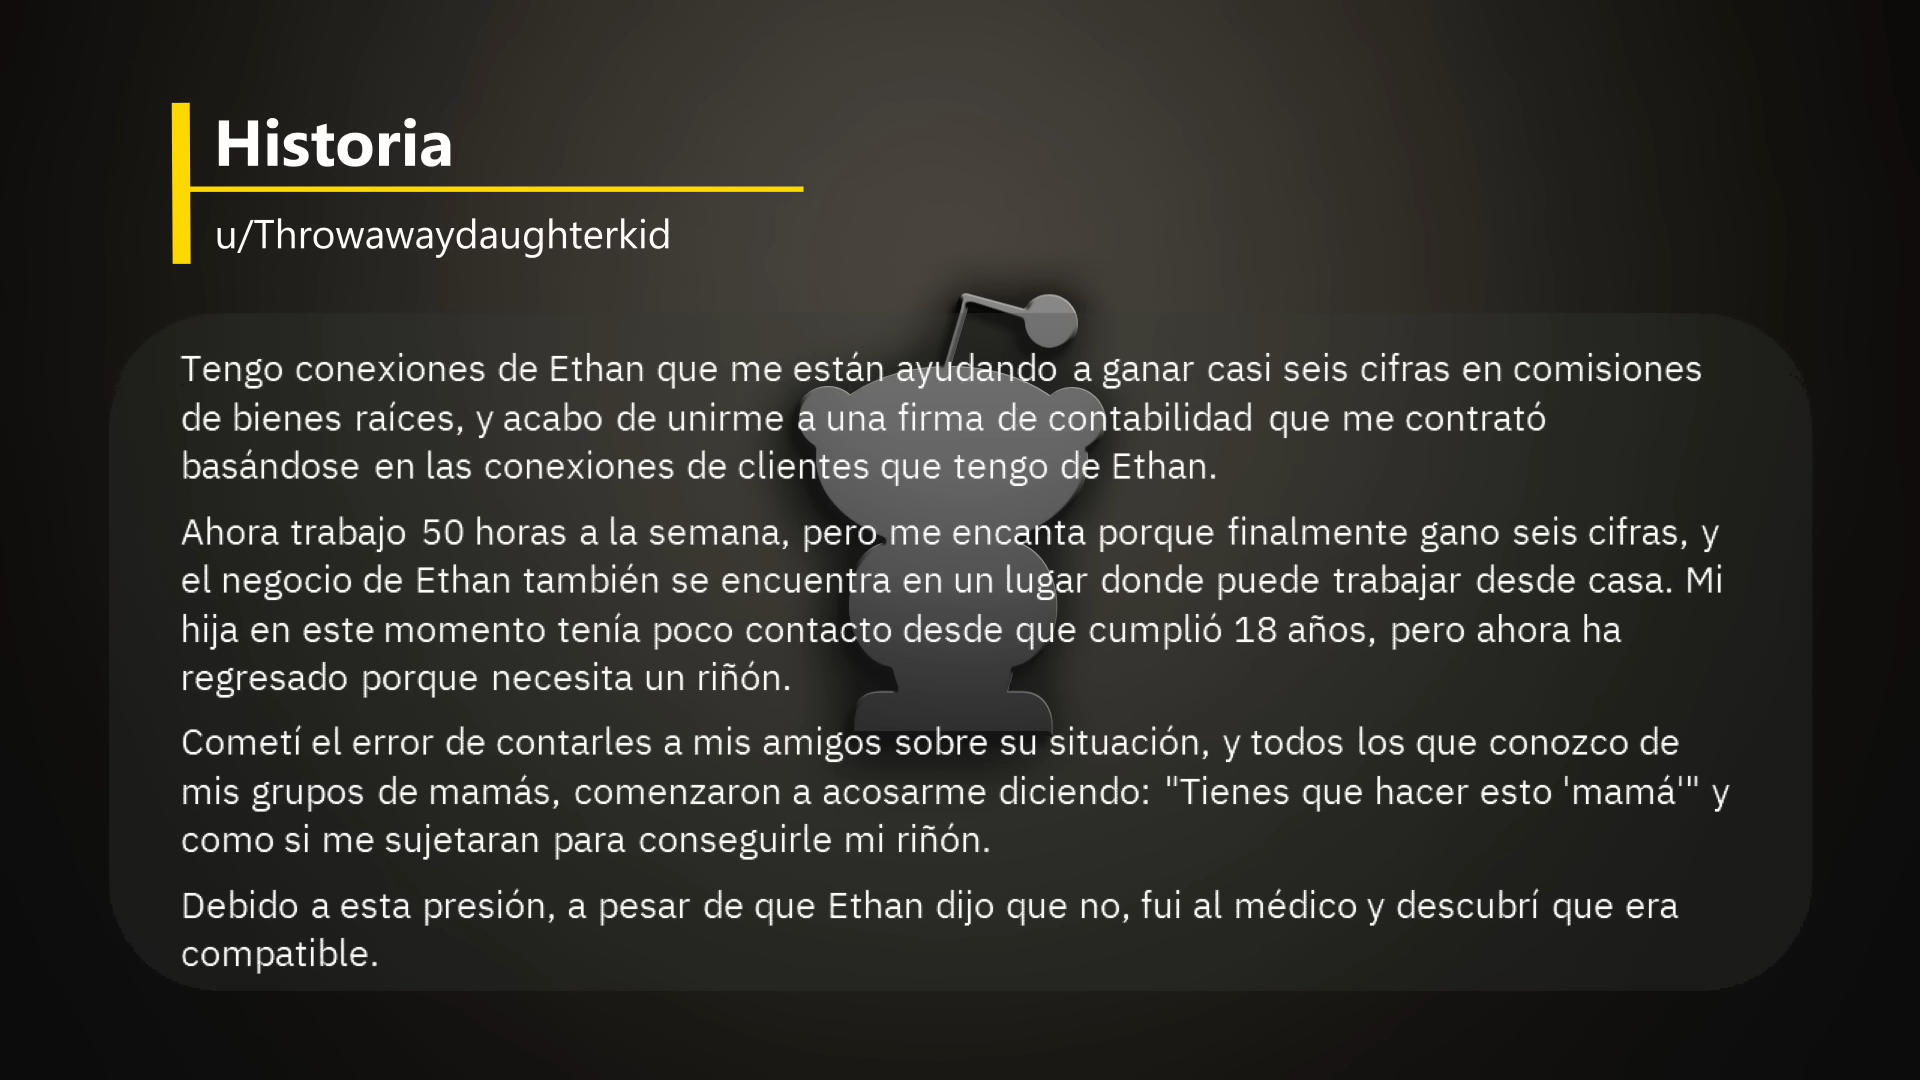 Historia
u/Throwawaydaughterkid
Tengo conexiones de Ethan que me están ayudando a ganar casi seis cifras en comisiones
de bienes raíces, y acabo de unirme a una firma de contabilidad que me contrató
basándose en las conexiones de clientes que tengo de Ethan.
Ahora trabajo 50 horas a la semana, pero me encanta porque finalmente gano seis cifras, y
el negocio de Ethan también se encuentra en un lugar donde puede trabajar desde casa. Mi
hija en este momento tenía poco contacto desde que cumplió 18 años, pero ahora ha
regresado porque necesita un riñón.
Cometí el error de contarles a mis amigos sobre su situación, y todos los que conozco de
mis grupos de mamás, comenzaron a acosarme diciendo: "Tienes que hacer esto 'mamá'" y
como si me sujetaran para conseguirle mi riñón.
Debido a esta presión, a pesar de que Ethan dijo que no, fui al médico y descubrí que era
compatible.